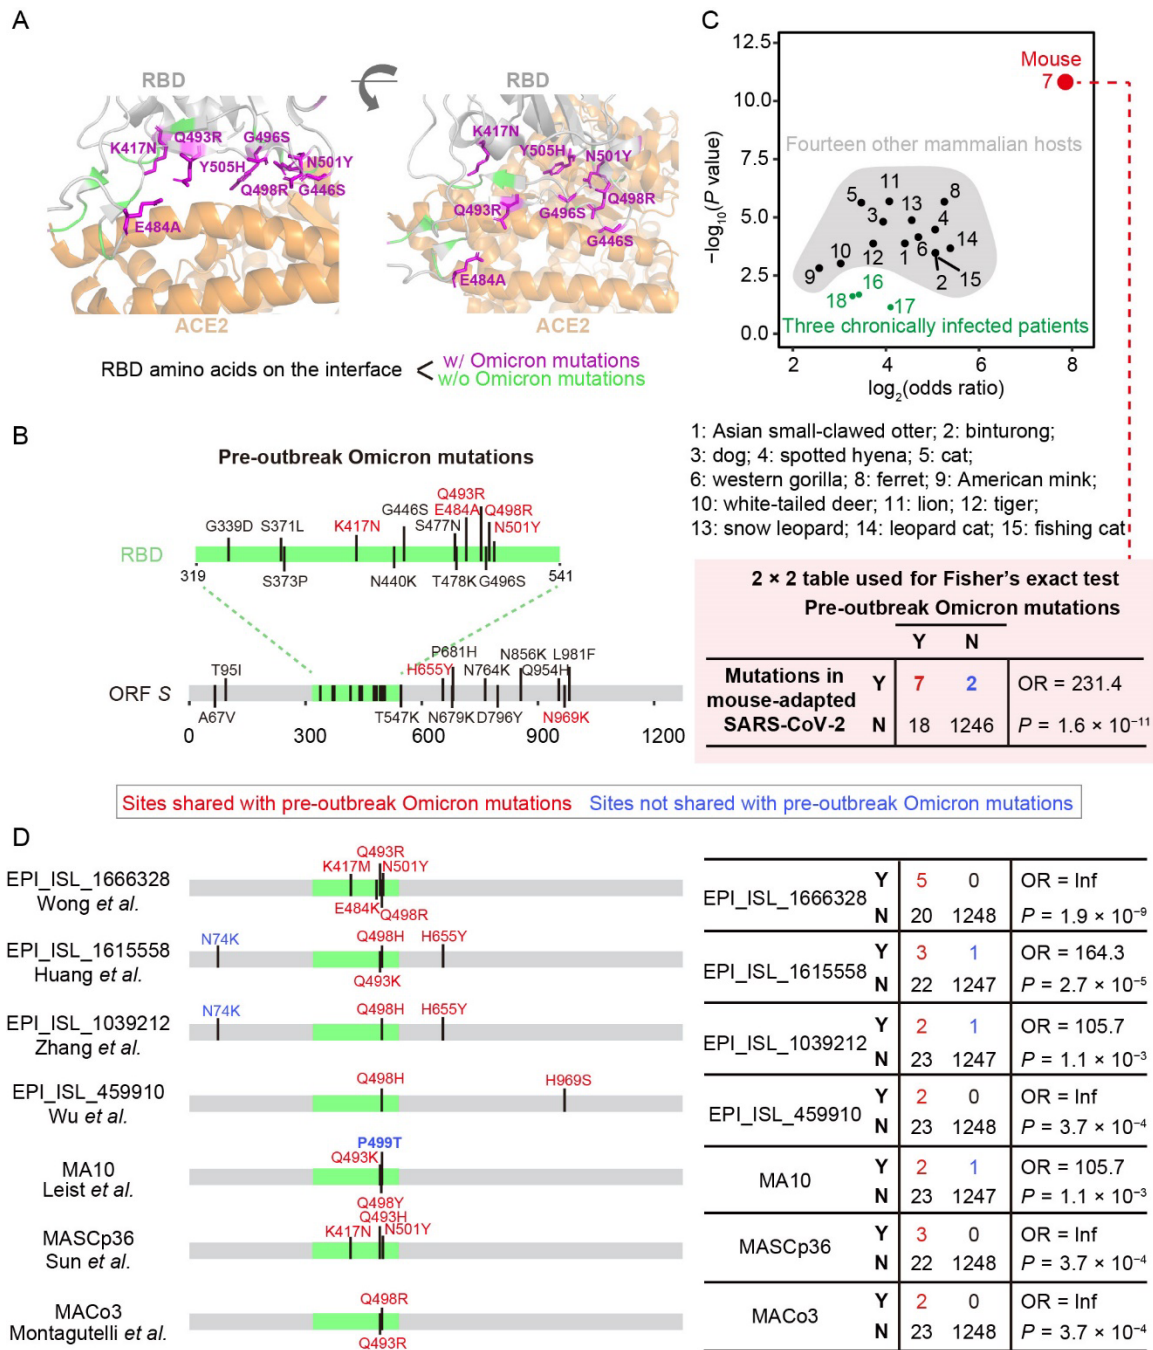 A
RBD
K417N
Q493R
G496S
Y505H
N501Y
Q498R
G446S
E484A
ACE2
RBD
K417N
Y505H
N501Y
Q498R
Q493R
G496S
G446S
E484A
ACE2
RBD amino acids on the interface < w/ Omicron mutations
w/o Omicron mutations
B
Pre-outbreak Omicron mutations
Q493R
G446S
E484A
Q498R
G339D
S371L
K417N
S477N
N501Y
RBD
319
S373P
N440K
T478K
G496S
541
P681H
N856K
L981F
T95I
H655Y
N764K
Q954H
ORF S
A67V
T547K
N679K
D796Y
N969K
0 300 600 900 1200
C
12.5
10.0
7.5
5.0
2.5
0.0
−log10(P value)
Mouse
7
Fourteen other mammalian hosts
5
11
13
8
3
4
6
14
10
12
1
9
2
15
16
18
17
Three chronically infected patients
2 4 6 8
log2(odds ratio)
1: Asian small-clawed otter; 2: binturong;
3: dog; 4: spotted hyena; 5: cat;
6: western gorilla; 8: ferret; 9: American mink;
10: white-tailed deer; 11: lion; 12: tiger;
13: snow leopard; 14: leopard cat; 15: fishing cat
2 × 2 table used for Fisher's exact test
Pre-outbreak Omicron mutations
Y N
Mutations in
mouse-adapted
SARS-CoV-2
Y 7 2 OR = 231.4
N 18 1246 P = 1.6 × 10−11
Sites shared with pre-outbreak Omicron mutations Sites not shared with pre-outbreak Omicron mutations
D
EPI_ISL_1666328
Wong et al.
Q493R
K417M
N501Y
E484K
Q498R
EPI_ISL_1666328
Y 5 0 OR = Inf
N 20 1248 P = 1.9 × 10−9
EPI_ISL_1615558
Huang et al.
N74K
Q498H
H655Y
Q493K
EPI_ISL_1615558
Y 3 1 OR = 164.3
N 22 1247 P = 2.7 × 10−5
EPI_ISL_1039212
Zhang et al.
N74K
Q498H
H655Y
EPI_ISL_1039212
Y 2 1 OR = 105.7
N 23 1247 P = 1.1 × 10−3
EPI_ISL_459910
Wu et al.
Q498H
H969S
EPI_ISL_459910
Y 2 0 OR = Inf
N 23 1248 P = 3.7 × 10−4
MA10
Leist et al.
P499T
Q493K
Q498Y
MA10
Y 2 1 OR = 105.7
N 23 1247 P = 1.1 × 10−3
MASCp36
Sun et al.
Q493H
K417N
N501Y
MASCp36
Y 3 0 OR = Inf
N 22 1248 P = 3.7 × 10−4
MACo3
Montagutelli et al.
Q498R
Q493R
MACo3
Y 2 0 OR = Inf
N 23 1248 P = 3.7 × 10−4